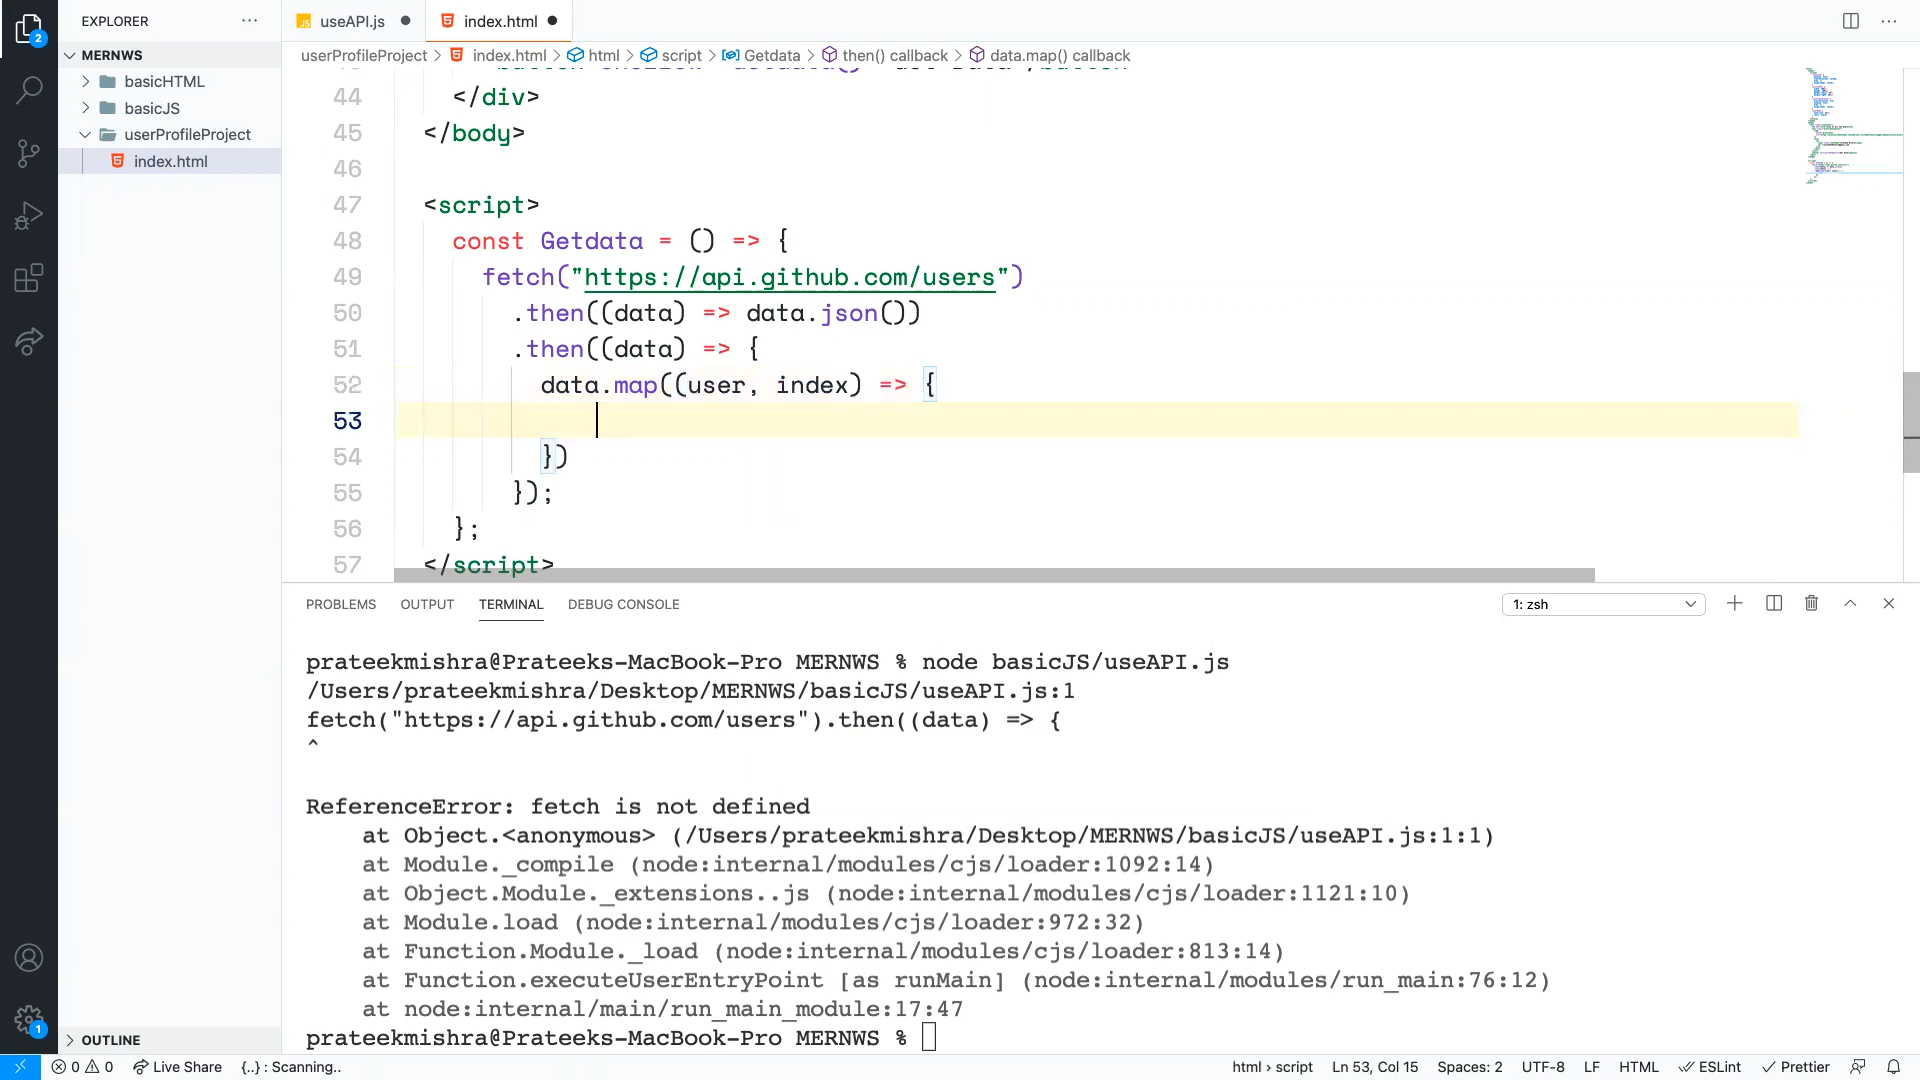 EXPLORER
useAPI.js
index.html
MERNWS
userProfileProject
index.html
html
script
Getdata
then() callback
data.map() callback
basicHTML
basicJS
userProfileProject
index.html
44 </div>
45 </body>
46
47 <script>
48 const Getdata = () => {
49 fetch("https://api.github.com/users")
50 .then((data) => data.json())
51 .then((data) => {
52 data.map((user, index) => {
53
54 })
55 });
56 };
57 </script>
PROBLEMS OUTPUT TERMINAL DEBUG CONSOLE 1: zsh
prateekmishra@Prateeks-MacBook-Pro MERNWS % node basicJS/useAPI.js
/Users/prateekmishra/Desktop/MERNWS/basicJS/useAPI.js:1
fetch("https://api.github.com/users").then((data) => {
^
ReferenceError: fetch is not defined
at Object.<anonymous> (/Users/prateekmishra/Desktop/MERNWS/basicJS/useAPI.js:1:1)
at Module._compile (node:internal/modules/cjs/loader:1092:14)
at Object.Module._extensions..js (node:internal/modules/cjs/loader:1121:10)
at Module.load (node:internal/modules/cjs/loader:972:32)
at Function.Module._load (node:internal/modules/cjs/loader:813:14)
at Function.executeUserEntryPoint [as runMain] (node:internal/modules/run_main:76:12)
at node:internal/main/run_main_module:17:47
prateekmishra@Prateeks-MacBook-Pro MERNWS %
OUTLINE
2
1
0 0 Live Share {..} : Scanning.. html › script Ln 53, Col 15 Spaces: 2 UTF-8 LF HTML ESLint Prettier